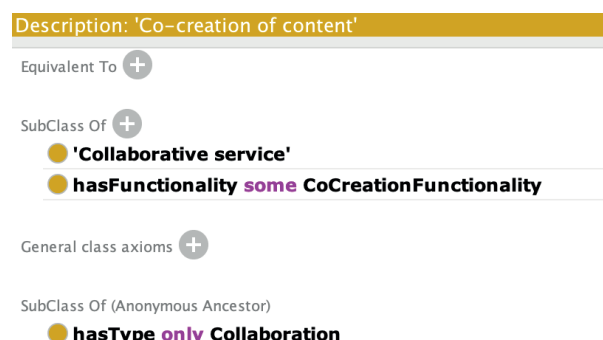 Description: 'Co-creation of content'
Equivalent To
SubClass Of
'Collaborative service'
hasFunctionality some CoCreationFunctionality
General class axioms
SubClass Of (Anonymous Ancestor)
hasType only Collaboration